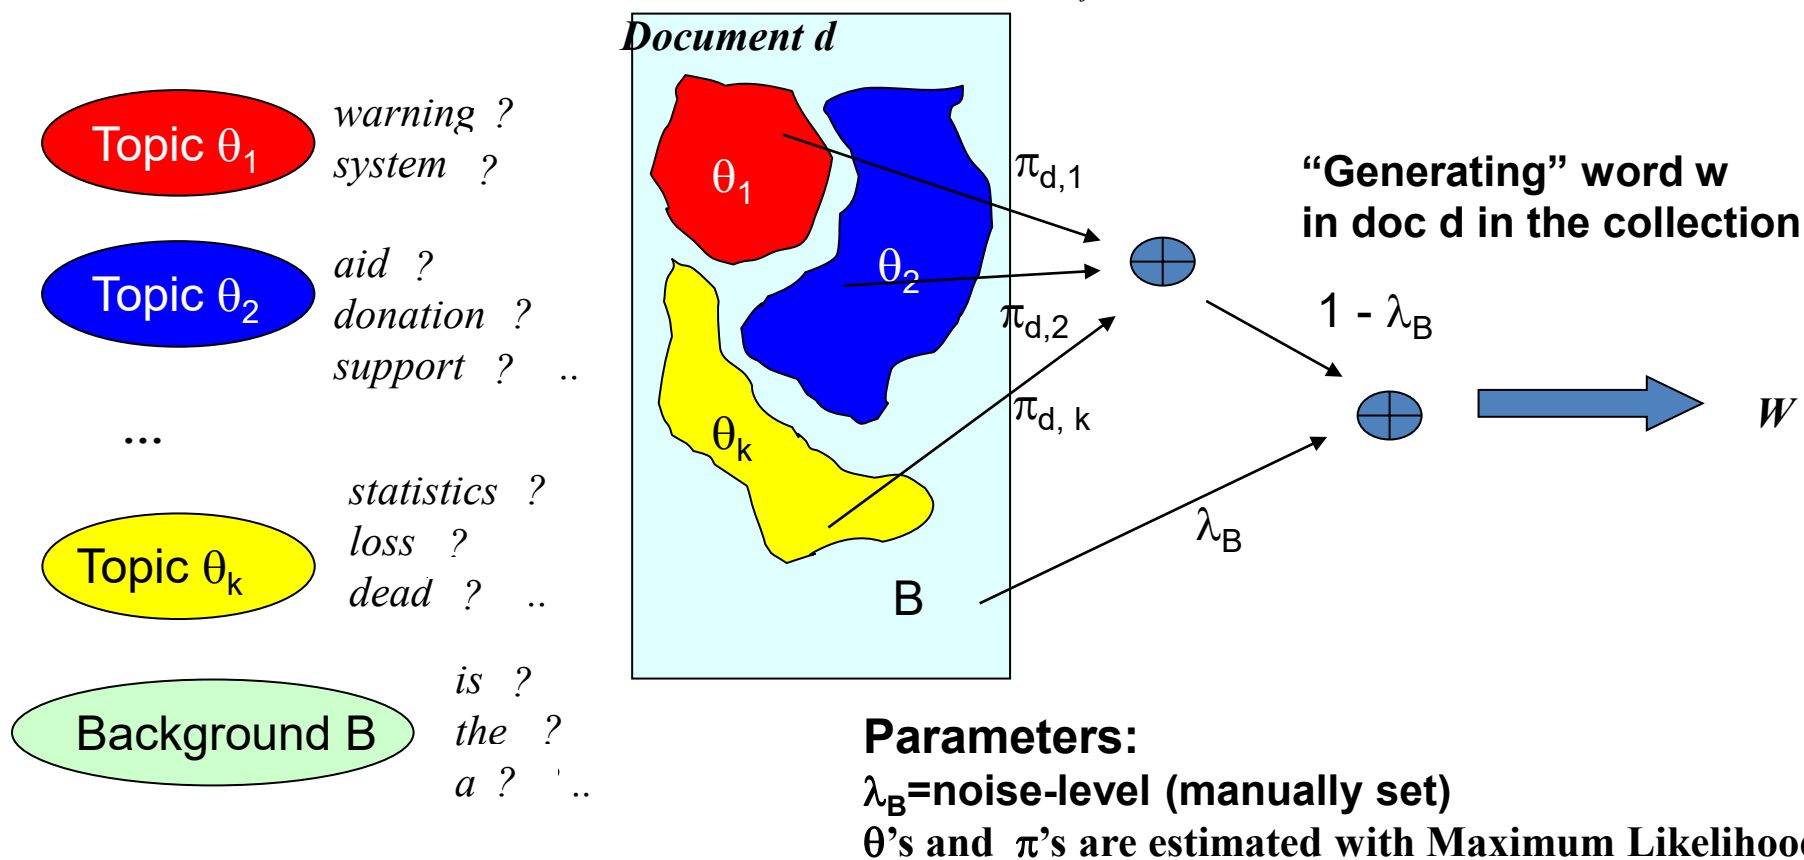 Document d
Topic θ1
warning ?
system ?
Topic θ2
aid ?
donation ?
support ? ..
...
Topic θk
statistics ?
loss ?
dead ? ..
Background B
is ?
the ?
a ? ..
θ1
θ2
θk
B
πd,1
πd,2
πd, k
"Generating" word w
in doc d in the collection
1 - λB
λB
W
Parameters:
λB=noise-level (manually set)
θ's and π's are estimated with Maximum Likelihood